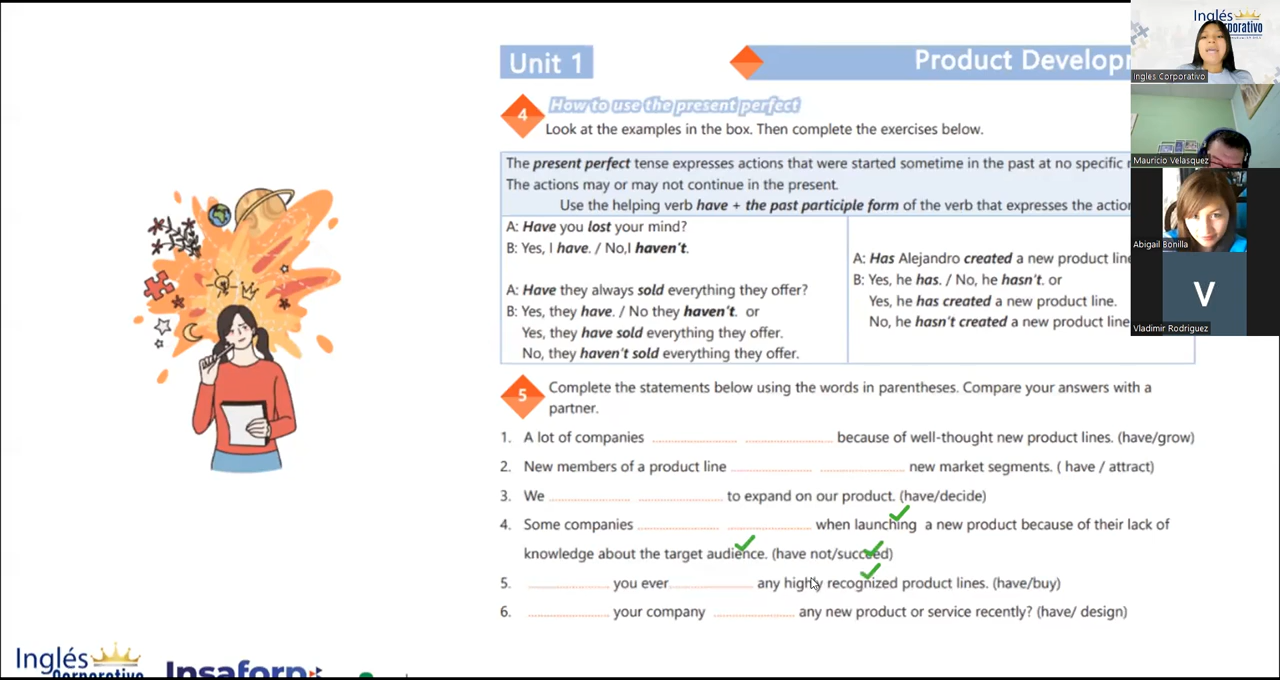 Unit 1
Product Developm
4
How to use the present perfect
Look at the examples in the box. Then complete the exercises below.
The present perfect tense expresses actions that were started sometime in the past at no specific
The actions may or may not continue in the present.
Use the helping verb have + the past participle form of the verb that expresses the action
A: Have you lost your mind?
B: Yes, I have. / No,I haven't.
A: Have they always sold everything they offer?
B: Yes, they have. / No they haven't. or
Yes, they have sold everything they offer.
No, they haven't sold everything they offer.
A: Has Alejandro created a new product line
B: Yes, he has. / No, he hasn't. or
Yes, he has created a new product line.
No, he hasn't created a new product line
5
Complete the statements below using the words in parentheses. Compare your answers with a
partner.
1. A lot of companies ........................ ........................ because of well-thought new product lines. (have/grow)
2. New members of a product line ........................ ........................ new market segments. ( have / attract)
3. We ........................ ........................ to expand on our product. (have/decide)
4. Some companies ........................ ........................ when launching a new product because of their lack of
knowledge about the target audience. (have not/succeed)
5. ........................ you ever ........................ any highly recognized product lines. (have/buy)
6. ........................ your company ........................ any new product or service recently? (have/ design)
Inglés
Corporativo
Insaforp
Inglés
Corporativo
Ingles Corporativo
Mauricio Velasquez
Abigail Bonilla
V
Vladimir Rodriguez